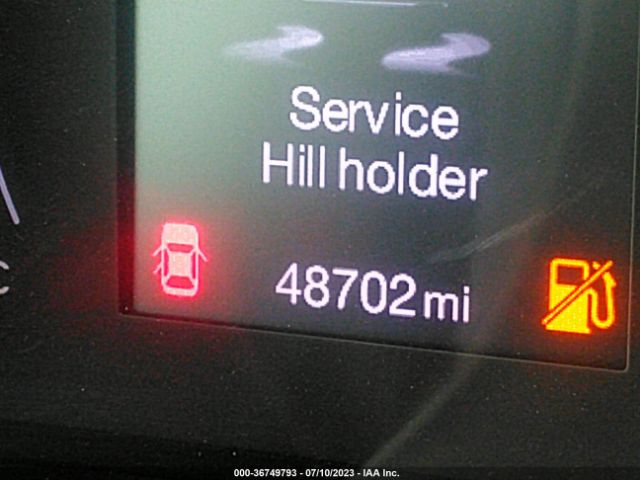 Service
Hill holder
48702 mi
000-36749793 - 07/10/2023 - IAA Inc.